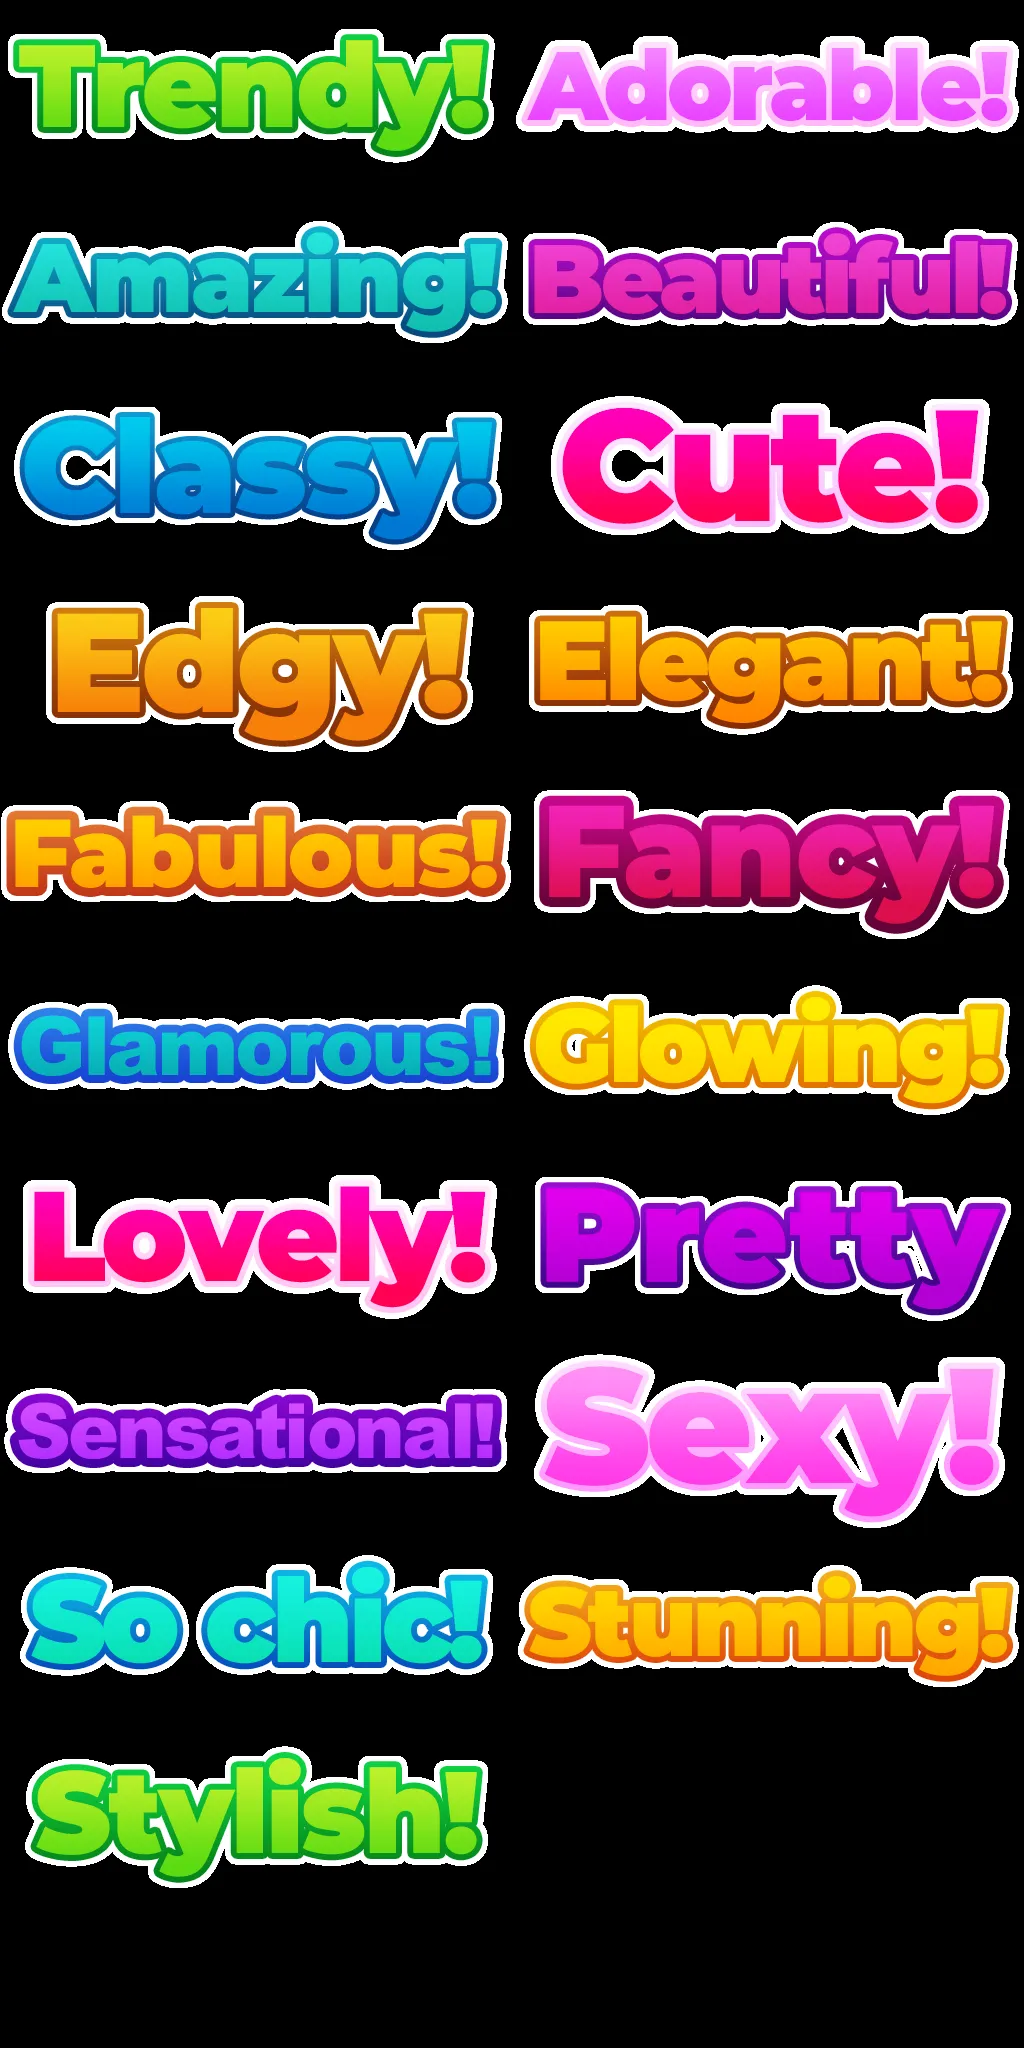 Trendy! Adorable!
Amazing! Beautiful!
Classy! Cute!
Edgy! Elegant!
Fabulous! Fancy!
Glamorous! Glowing!
Lovely! Pretty
Sensational! Sexy!
So chic! Stunning!
Stylish!